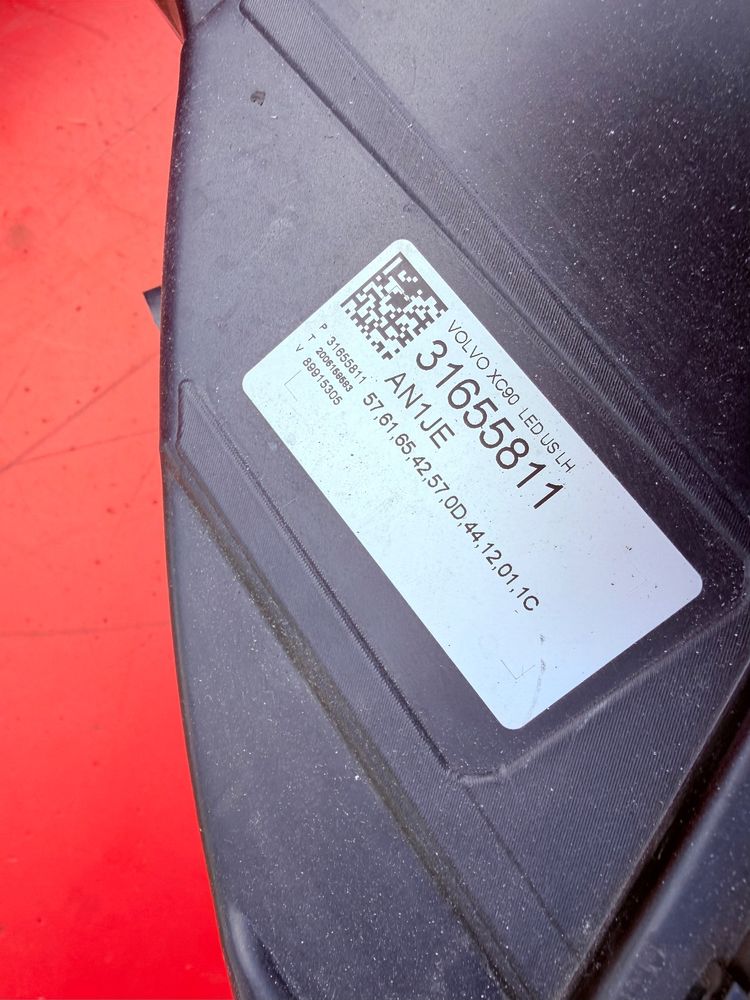 VOLVO XC90 LED US LH
31655811
AN1JE
57,61,65,42,57,0D,44,12,01,1C
P 31655811
T 2006168683
V 89915305